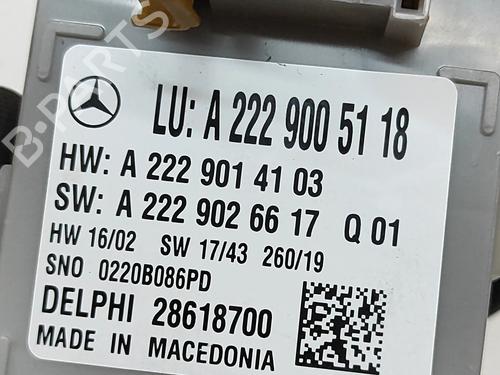 LU: A 222 900 51 18
HW: A 222 901 41 03
SW: A 222 902 66 17 Q 01
HW 16/02 SW 17/43 260/19
SNO 0220B086PD
DELPHI 28618700
MADE IN MACEDONIA
B-PARTS